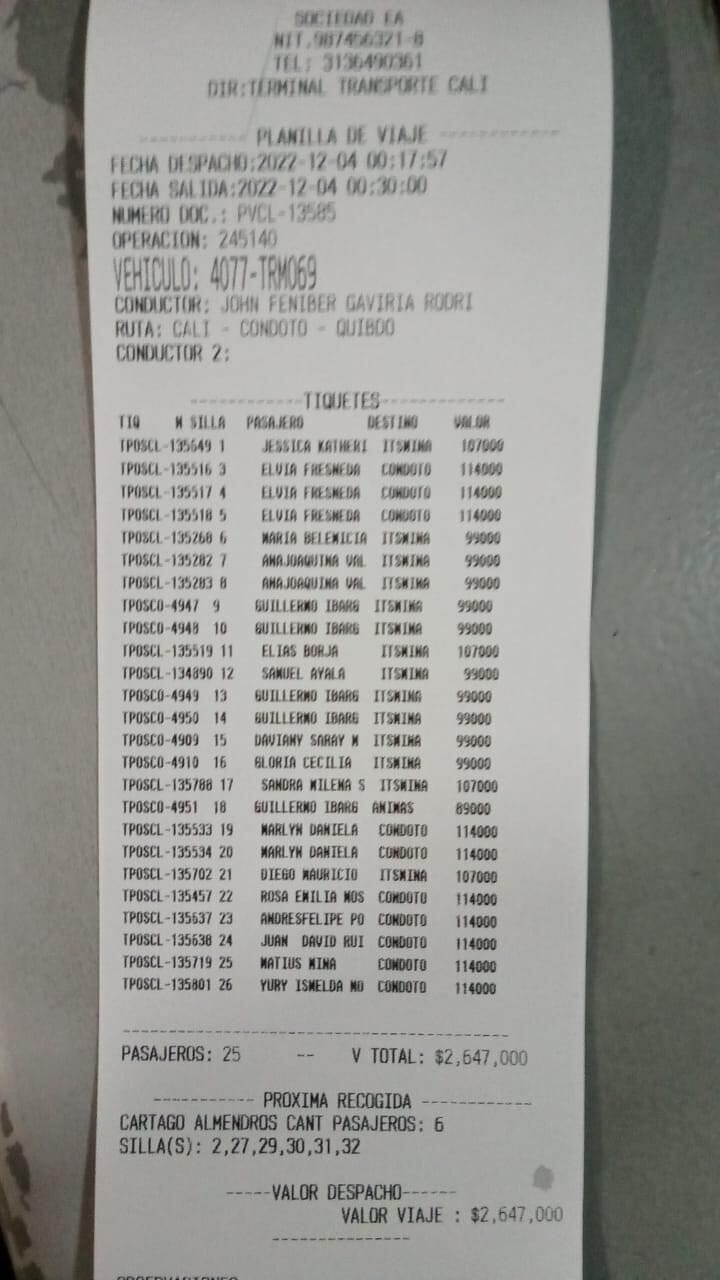 SOCIEDAD EA
NIT.987456321-8
TEL: 3136490361
DIR:TERMINAL TRANSPORTE CALI
------------ PLANILLA DE VIAJE ------------
FECHA DESPACHO:2022-12-04 00:17:57
FECHA SALIDA:2022-12-04 00:30:00
NUMERO DOC.: PVCL-13585
OPERACION: 245140
VEHICULO: 4077-TRM069
CONDUCTOR: JOHN FENIBER GAVIRIA RODRI
RUTA: CALI - CONDOTO - QUIBDO
CONDUCTOR 2:
------------TIQUETES-------------
TIQ N SILLA PASAJERO DESTINO VALOR
TPOSCL-135649 1 JESSICA KATHERI ITSMINA 107000
TPOSCL-135516 3 ELVIA FRESNEDA CONDOTO 114000
TPOSCL-135517 4 ELVIA FRESNEDA CONDOTO 114000
TPOSCL-135518 5 ELVIA FRESNEDA CONDOTO 114000
TPOSCL-135268 6 MARIA BELENICIA ITSMINA 99000
TPOSCL-135282 7 ANAJOAQUINA VAL ITSMINA 99000
TPOSCL-135283 8 ANAJOAQUINA VAL ITSMINA 99000
TPOSCO-4947 9 GUILLERMO IBARG ITSMINA 99000
TPOSCO-4948 10 GUILLERMO IBARG ITSMINA 99000
TPOSCL-135519 11 ELIAS BORJA ITSMINA 107000
TPOSCL-134890 12 SAMUEL AYALA ITSMINA 99000
TPOSCO-4949 13 GUILLERMO IBARG ITSMINA 99000
TPOSCO-4950 14 GUILLERMO IBARG ITSMINA 99000
TPOSCO-4909 15 DAVIANY SARAY M ITSMINA 99000
TPOSCO-4910 16 GLORIA CECILIA ITSMINA 99000
TPOSCL-135788 17 SANDRA MILENA S ITSMINA 107000
TPOSCO-4951 18 GUILLERMO IBARG ANIMAS 89000
TPOSCL-135533 19 MARLYN DANIELA CONDOTO 114000
TPOSCL-135534 20 MARLYN DANIELA CONDOTO 114000
TPOSCL-135702 21 DIEGO MAURICIO ITSMINA 107000
TPOSCL-135457 22 ROSA EMILIA MOS CONDOTO 114000
TPOSCL-135637 23 ANDRESFELIPE PO CONDOTO 114000
TPOSCL-135638 24 JUAN DAVID RUI CONDOTO 114000
TPOSCL-135719 25 MATIUS MINA CONDOTO 114000
TPOSCL-135801 26 YURY ISMELDA MO CONDOTO 114000
PASAJEROS: 25 -- V TOTAL: $2,647,000
----------- PROXIMA RECOGIDA ------------
CARTAGO ALMENDROS CANT PASAJEROS: 6
SILLA(S): 2,27,29,30,31,32
-----VALOR DESPACHO------
VALOR VIAJE : $2,647,000